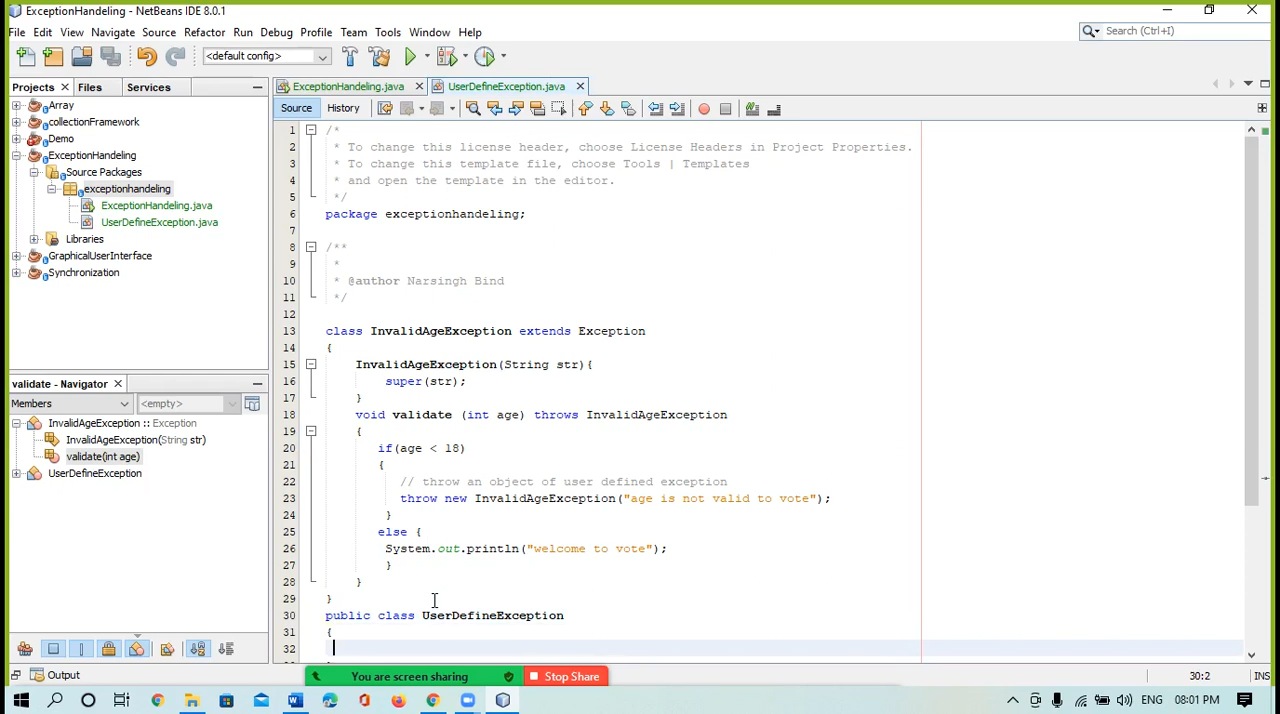 ExceptionHandeling - NetBeans IDE 8.0.1
File Edit View Navigate Source Refactor Run Debug Profile Team Tools Window Help
Search (Ctrl+I)
<default config>
Projects Files Services
ExceptionHandeling.java UserDefineException.java
Source History
Array
collectionFramework
Demo
ExceptionHandeling
Source Packages
exceptionhandeling
ExceptionHandeling.java
UserDefineException.java
Libraries
GraphicalUserInterface
Synchronization
validate - Navigator
Members <empty>
InvalidAgeException :: Exception
InvalidAgeException(String str)
validate(int age)
UserDefineException
1 /*
2 * To change this license header, choose License Headers in Project Properties.
3 * To change this template file, choose Tools | Templates
4 * and open the template in the editor.
5 */
6 package exceptionhandeling;
7
8 /**
9 *
10 * @author Narsingh Bind
11 */
12
13 class InvalidAgeException extends Exception
14 {
15 InvalidAgeException(String str){
16 super(str);
17 }
18 void validate (int age) throws InvalidAgeException
19 {
20 if(age < 18)
21 {
22 // throw an object of user defined exception
23 throw new InvalidAgeException("age is not valid to vote");
24 }
25 else {
26 System.out.println("welcome to vote");
27 }
28 }
29 }
30 public class UserDefineException
31 {
32
Output
You are screen sharing Stop Share
30:2 INS
ENG 08:01 PM